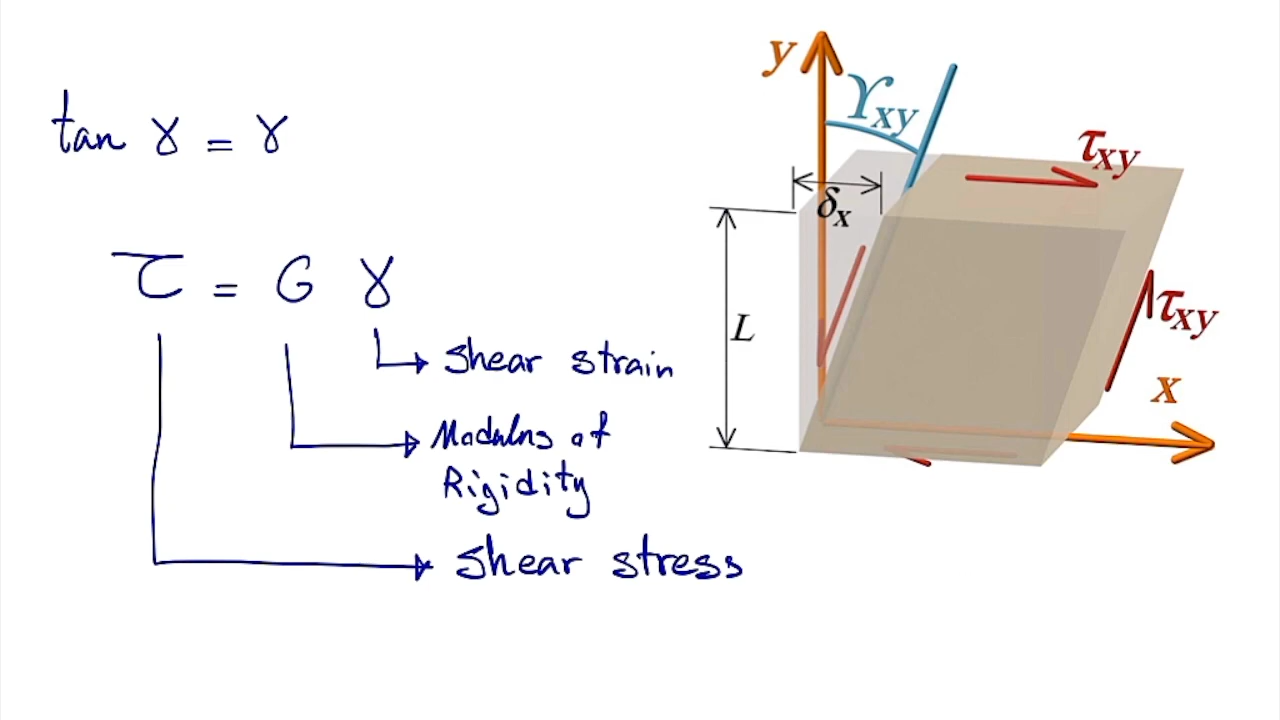 tan γ = γ
τ = G γ
shear strain
Modulus of
Rigidity
shear stress
y
γxy
τxy
δx
L
τxy
x